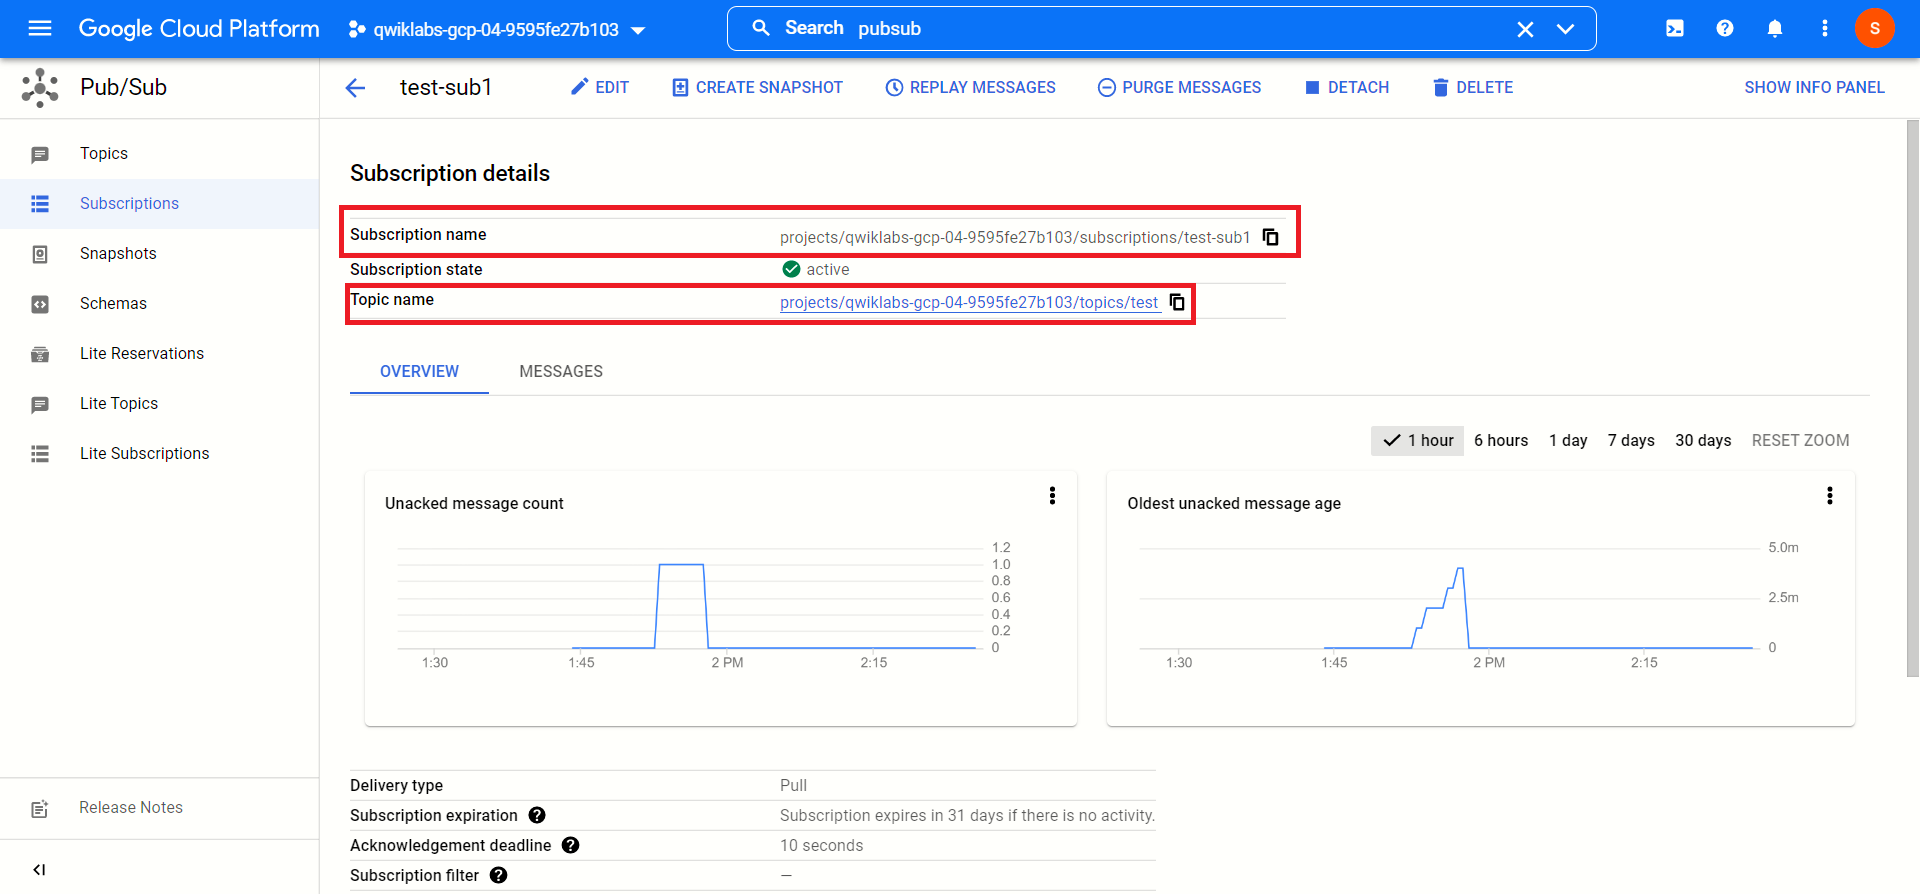 Google Cloud Platform qwiklabs-gcp-04-9595fe27b103 Search pubsub S
Pub/Sub test-sub1 EDIT CREATE SNAPSHOT REPLAY MESSAGES PURGE MESSAGES DETACH DELETE SHOW INFO PANEL
Topics
Subscriptions
Snapshots
Schemas
Lite Reservations
Lite Topics
Lite Subscriptions
Release Notes
Subscription details
Subscription name projects/qwiklabs-gcp-04-9595fe27b103/subscriptions/test-sub1
Subscription state active
Topic name projects/qwiklabs-gcp-04-9595fe27b103/topics/test
OVERVIEW MESSAGES
1 hour 6 hours 1 day 7 days 30 days RESET ZOOM
Unacked message count
1.2
1.0
0.8
0.6
0.4
0.2
0
1:30 1:45 2 PM 2:15
Oldest unacked message age
5.0m
2.5m
0
1:30 1:45 2 PM 2:15
Delivery type Pull
Subscription expiration ? Subscription expires in 31 days if there is no activity.
Acknowledgement deadline ? 10 seconds
Subscription filter ? —